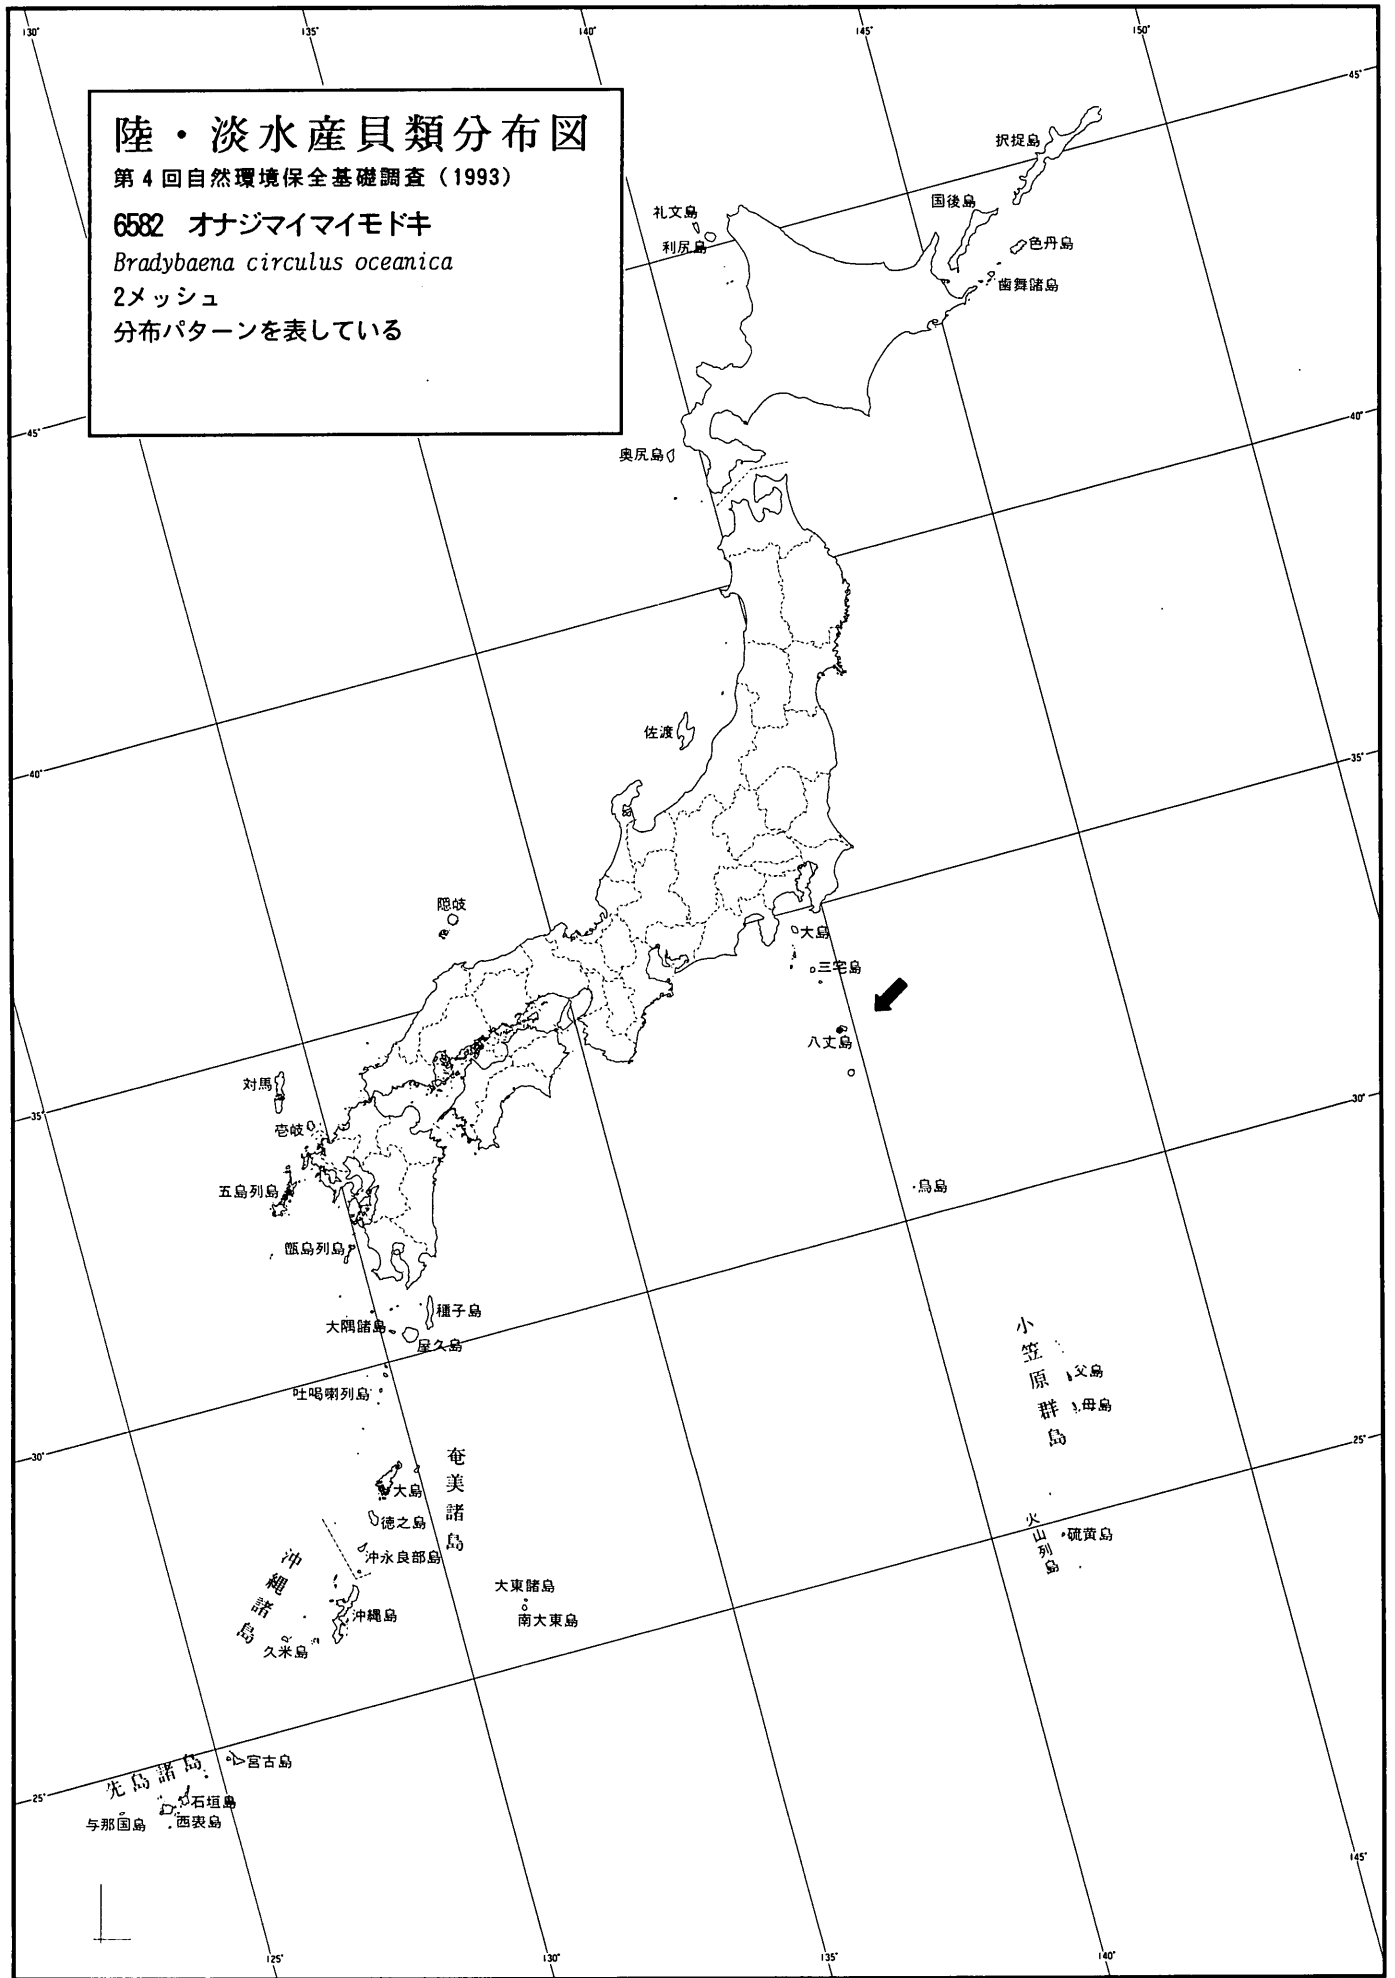 130°
135°
140°
145°
150°
陸・淡水産貝類分布図
第4回自然環境保全基礎調査（1993）
6582 オナジマイマイモドキ
Bradybaena circulus oceanica
2メッシュ
分布パターンを表している
45°
択捉島
国後島
色丹島
歯舞諸島
礼文島
利尻島
45°
40°
奥尻島
佐渡
40°
35°
隠岐
大島
三宅島
八丈島
対馬
壱岐
35°
30°
五島列島
鳥島
甑島列島
種子島
大隅諸島
屋久島
吐噶喇列島
小笠原群島
父島
母島
30°
25°
奄美諸島
大島
徳之島
沖永良部島
火山列島
硫黄島
沖縄諸島
沖縄島
久米島
大東諸島
南大東島
先島諸島
宮古島
25°
石垣島
与那国島
西表島
145°
125°
130°
135°
140°